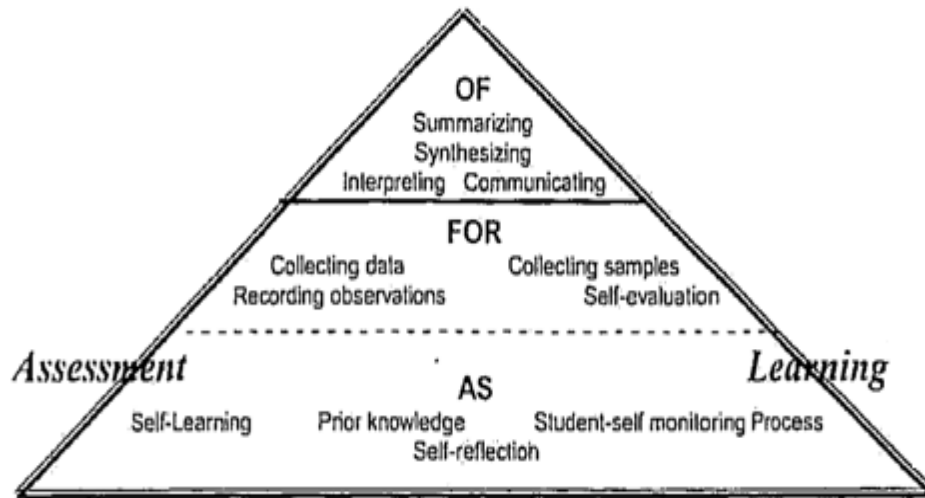 OF
Summarizing
Synthesizing
Interpreting Communicating
FOR
Collecting data Collecting samples
Recording observations Self-evaluation
Assessment Learning
AS
Self-Learning Prior knowledge Student-self monitoring Process
Self-reflection